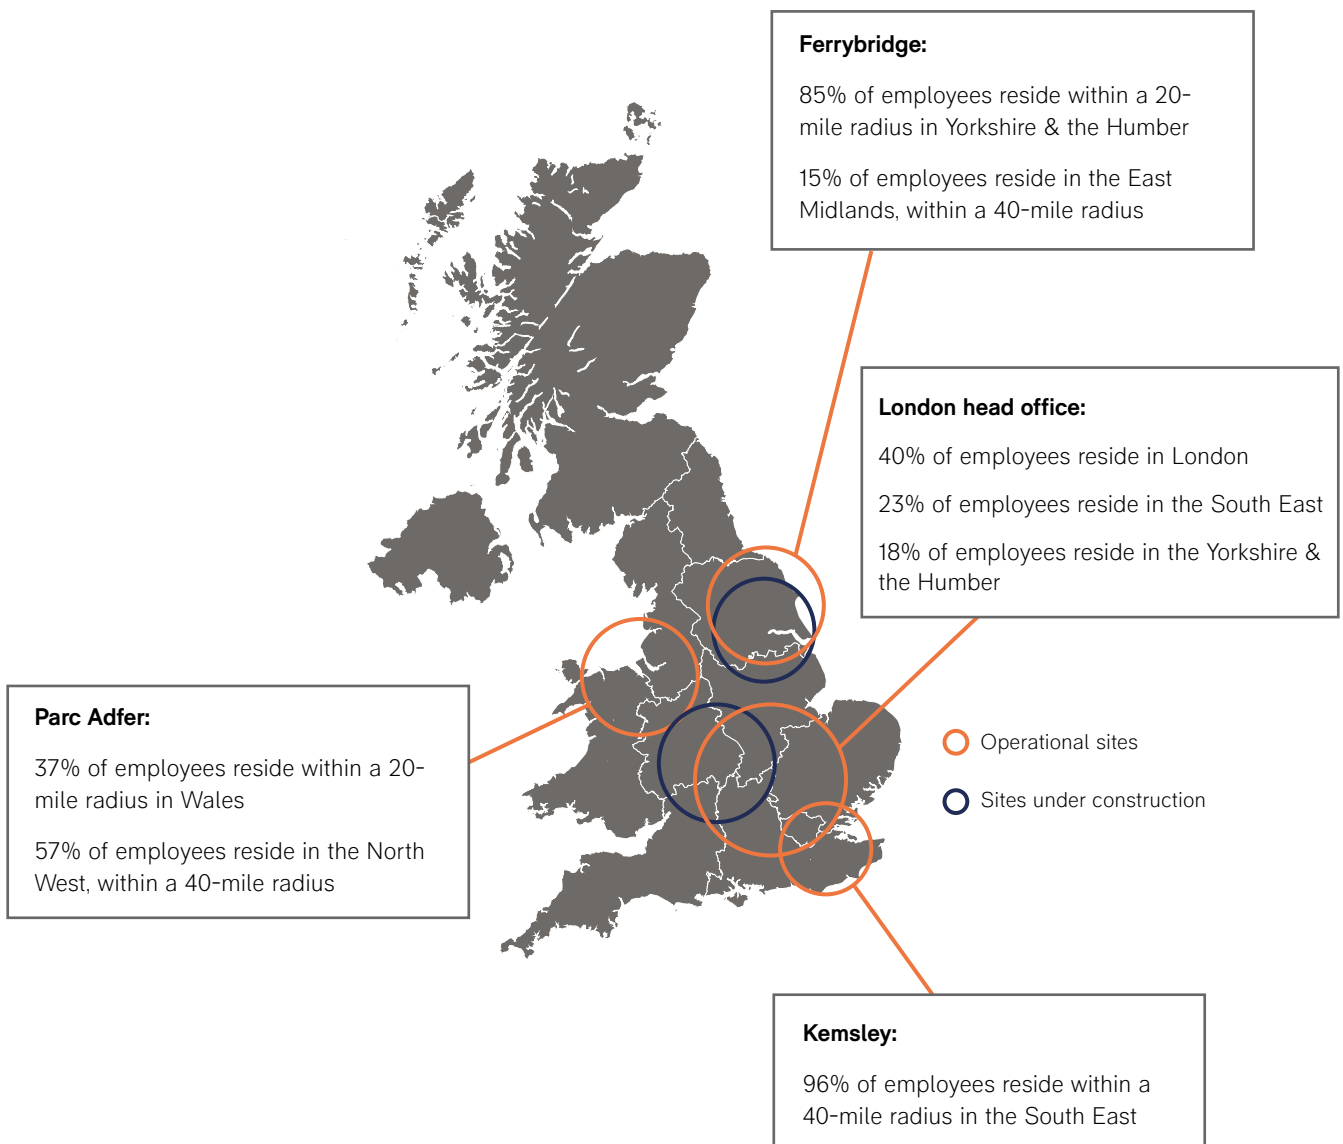 Ferrybridge:
85% of employees reside within a 20-
mile radius in Yorkshire & the Humber
15% of employees reside in the East
Midlands, within a 40-mile radius
London head office:
40% of employees reside in London
23% of employees reside in the South East
18% of employees reside in the Yorkshire &
the Humber
Parc Adfer:
37% of employees reside within a 20-
mile radius in Wales
57% of employees reside in the North
West, within a 40-mile radius
Operational sites
Sites under construction
Kemsley:
96% of employees reside within a
40-mile radius in the South East